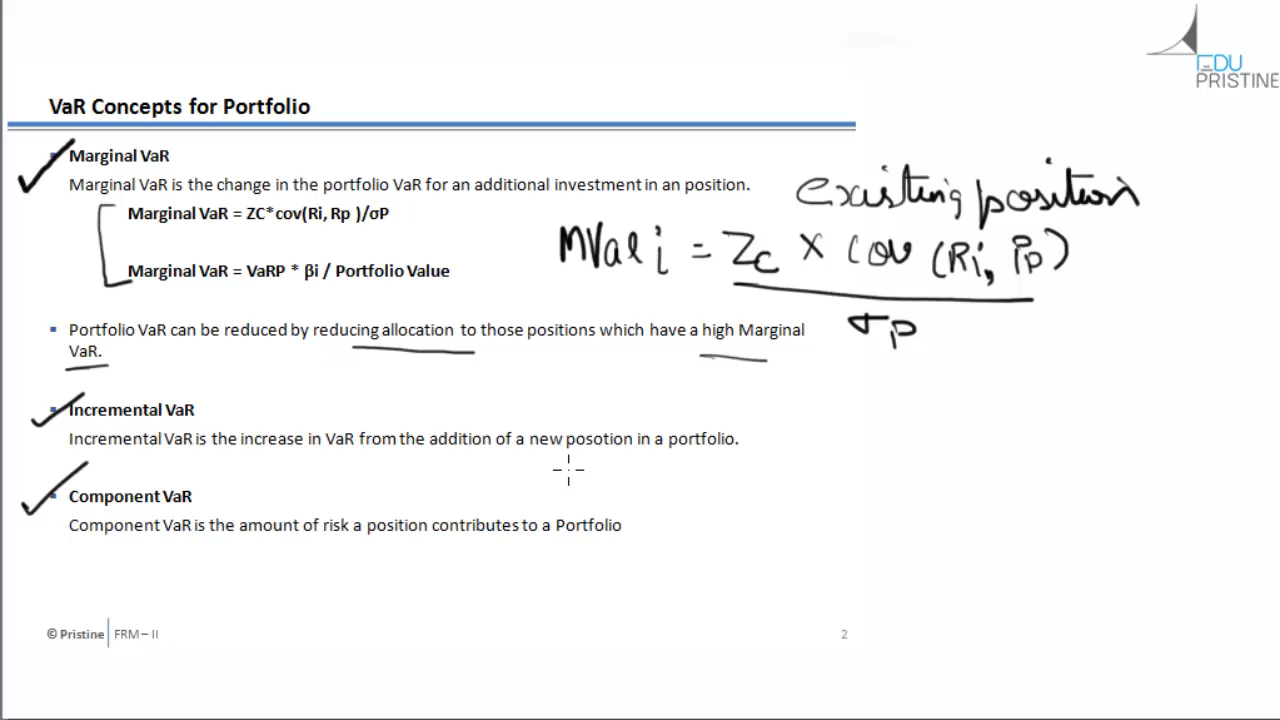 EDU
PRISTINE
VaR Concepts for Portfolio
Marginal VaR
Marginal VaR is the change in the portfolio VaR for an additional investment in an position.
Marginal VaR = ZC*cov(Ri, Rp )/σP
Marginal VaR = VaRP * βi / Portfolio Value
existing position
MVaR i = Zc × Cov (Ri, Pp)
σp
Portfolio VaR can be reduced by reducing allocation to those positions which have a high Marginal
VaR.
Incremental VaR
Incremental VaR is the increase in VaR from the addition of a new posotion in a portfolio.
Component VaR
Component VaR is the amount of risk a position contributes to a Portfolio
© Pristine FRM – II
2